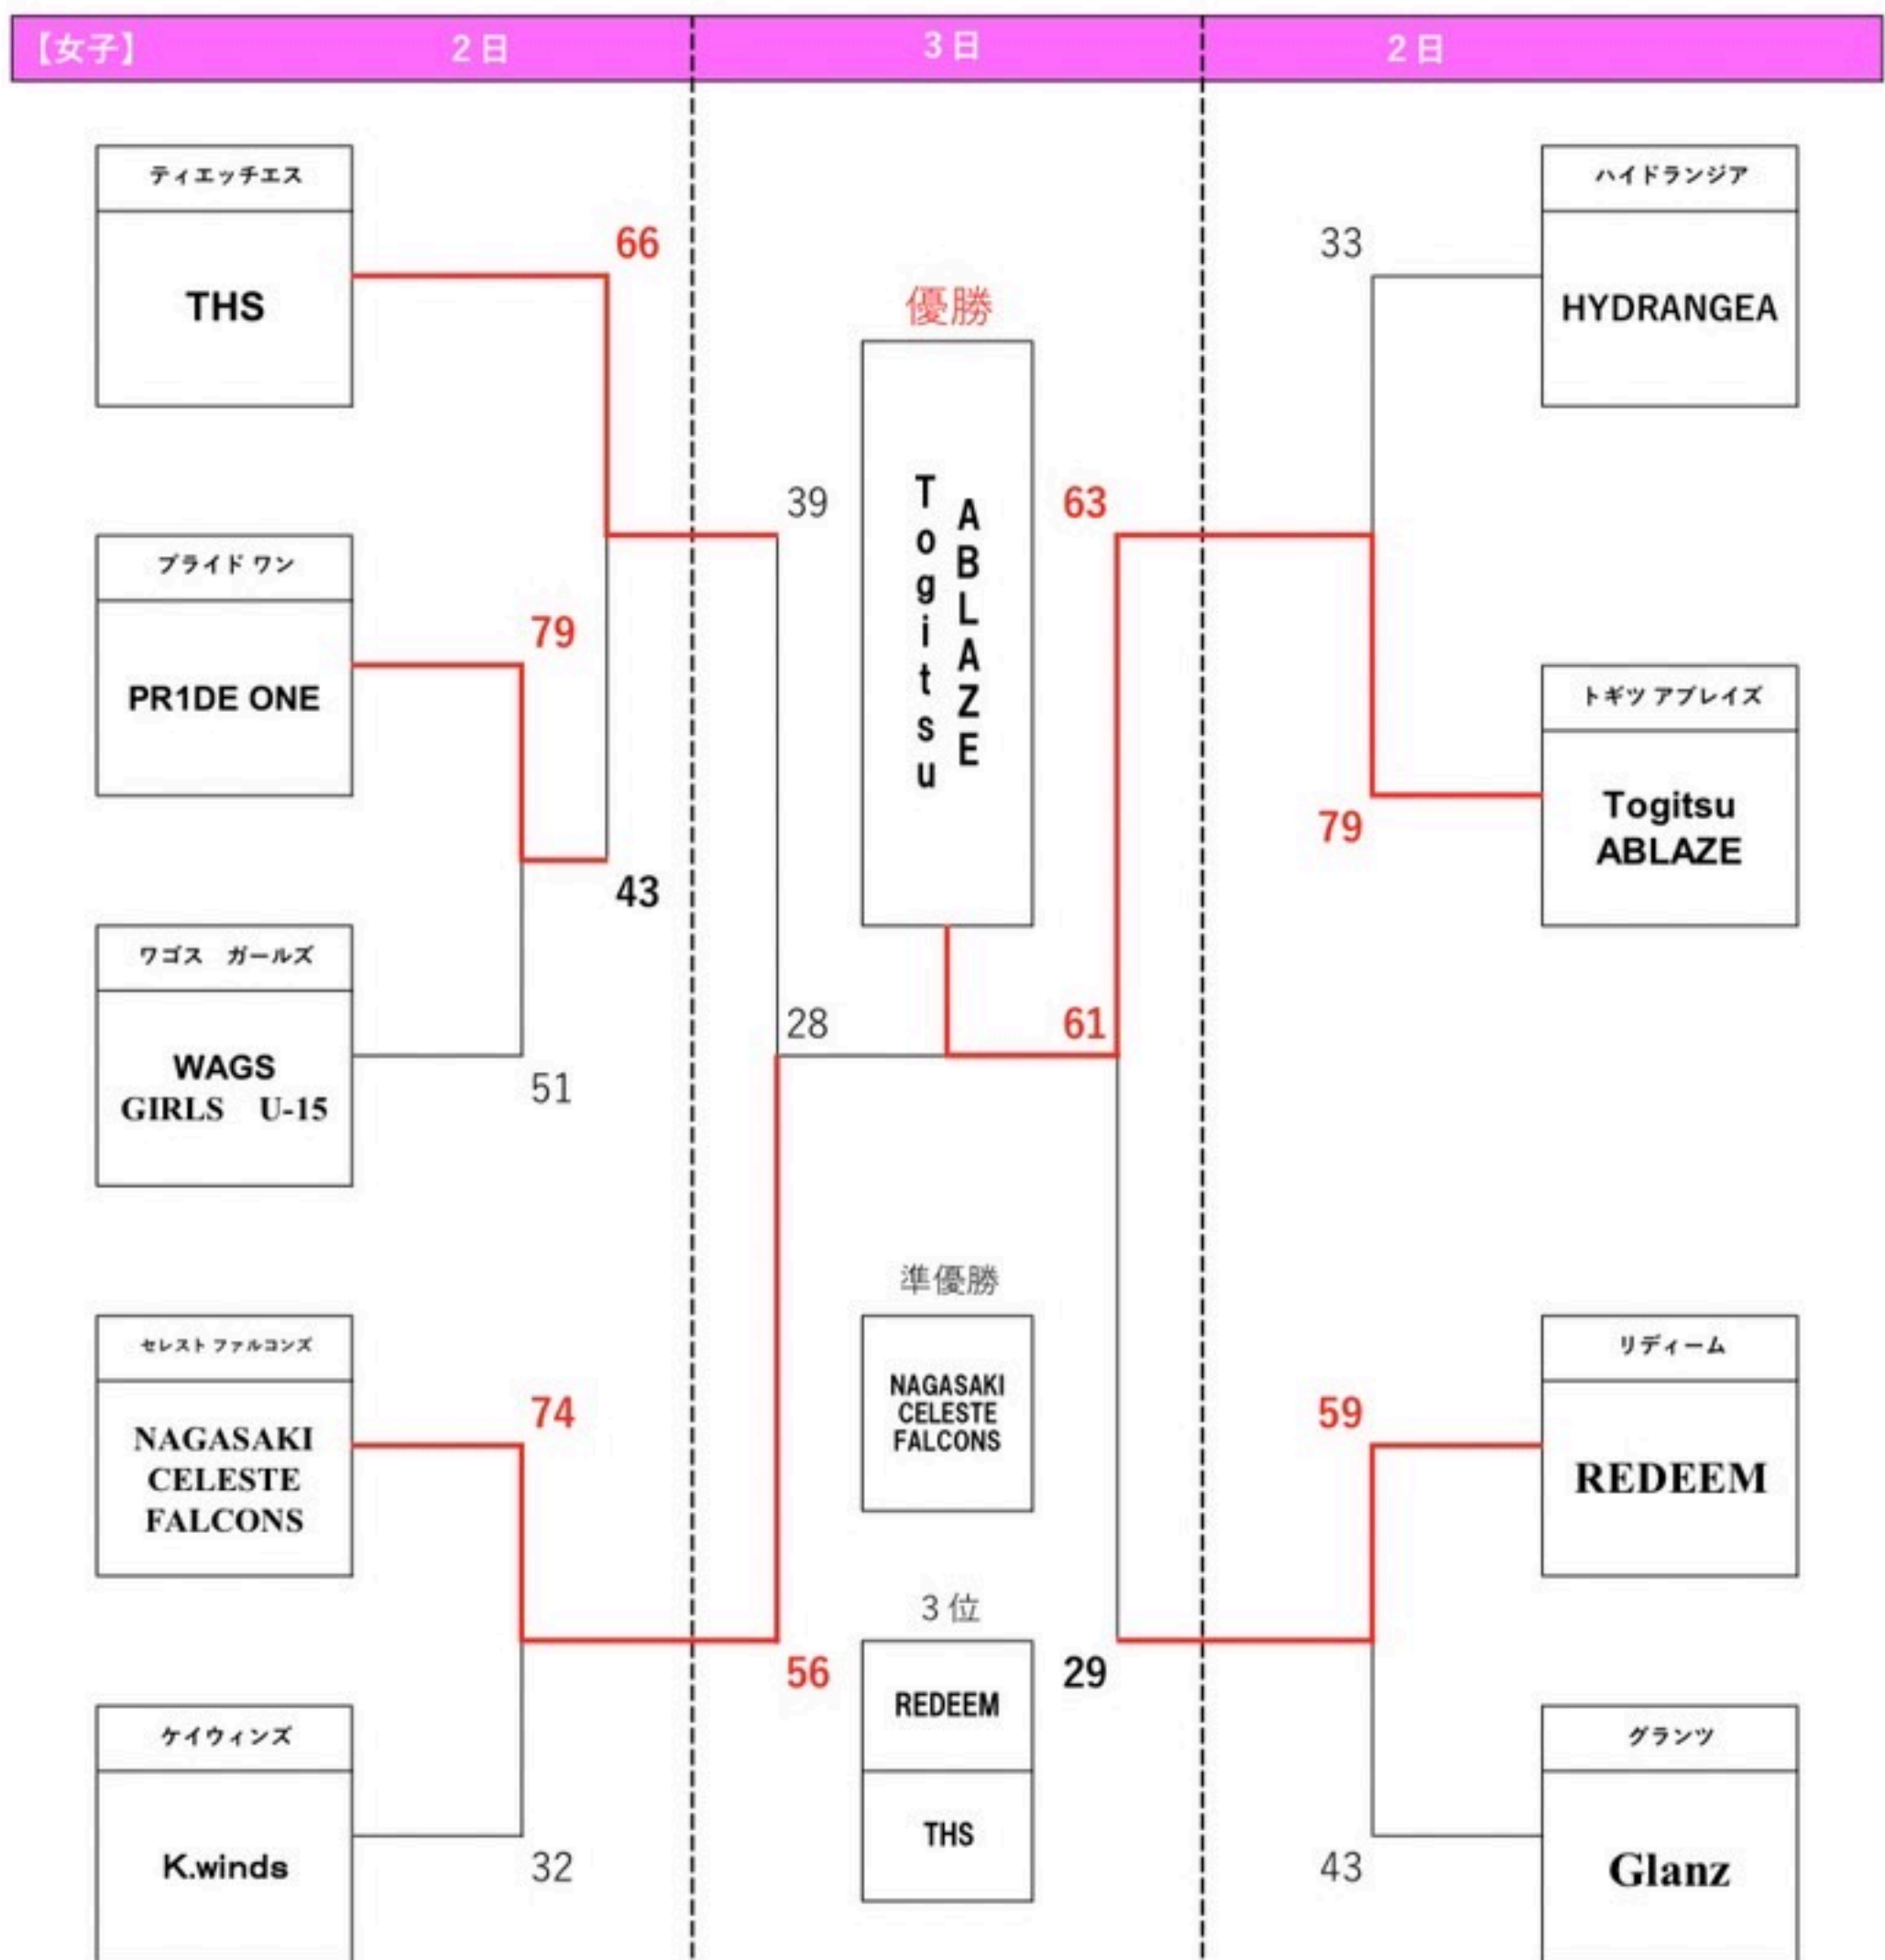 【女子】 2日 3日 2日
ティエッチエス
THS
66
プライド ワン
PR1DE ONE
79
43
ワゴス　ガールズ
WAGS
GIRLS　U-15
51
セレスト ファルコンズ
NAGASAKI
CELESTE
FALCONS
74
ケイウィンズ
K.winds
32
優勝
Togitsu
ABLAZE
39
63
28
61
準優勝
NAGASAKI
CELESTE
FALCONS
3位
REDEEM
THS
56
29
ハイドランジア
HYDRANGEA
33
トギツ アブレイズ
Togitsu
ABLAZE
79
リディーム
REDEEM
59
グランツ
Glanz
43